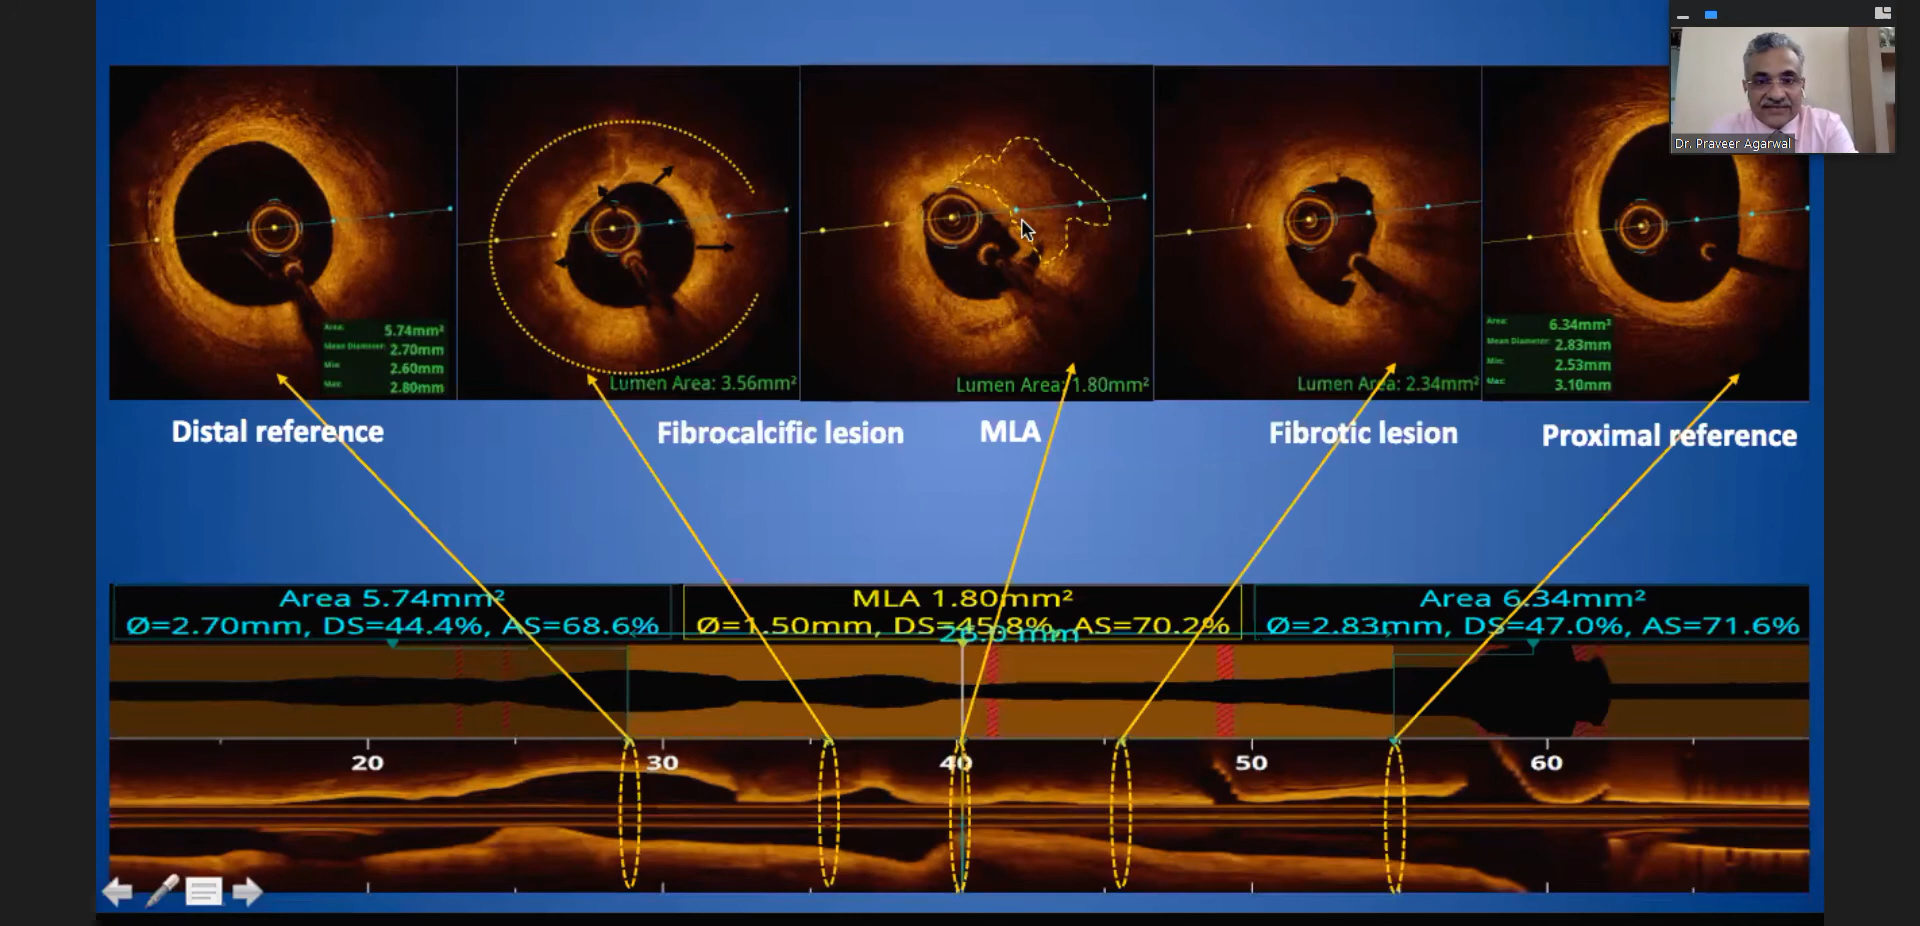 Dr. Praveer Agarwal
Area: 5.74mm²
Mean Diameter: 2.70mm
Min: 2.60mm
Max: 2.80mm
Lumen Area: 3.56mm²
Lumen Area: 1.80mm²
Lumen Area: 2.34mm²
Area: 6.34mm²
Mean Diameter: 2.83mm
Min: 2.53mm
Max: 3.10mm
Distal reference
Fibrocalcific lesion
MLA
Fibrotic lesion
Proximal reference
Area 5.74mm²
Ø=2.70mm, DS=44.4%, AS=68.6%
MLA 1.80mm²
Ø=1.50mm, DS=45.8%, AS=70.2%
Area 6.34mm²
Ø=2.83mm, DS=47.0%, AS=71.6%
mm
20 30 40 50 60